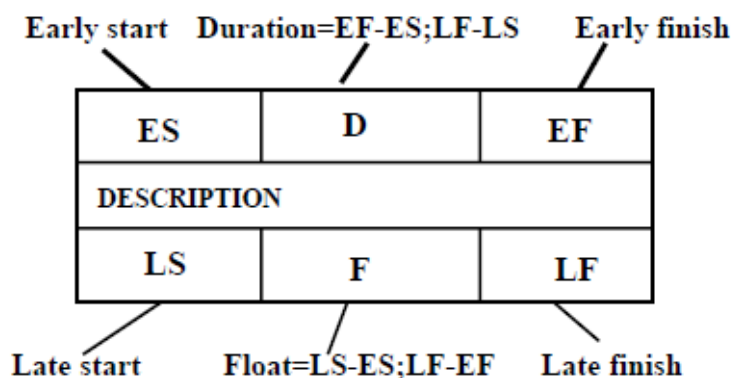 Early start Duration=EF-ES;LF-LS Early finish
ES D EF
DESCRIPTION
LS F LF
Late start Float=LS-ES;LF-EF Late finish